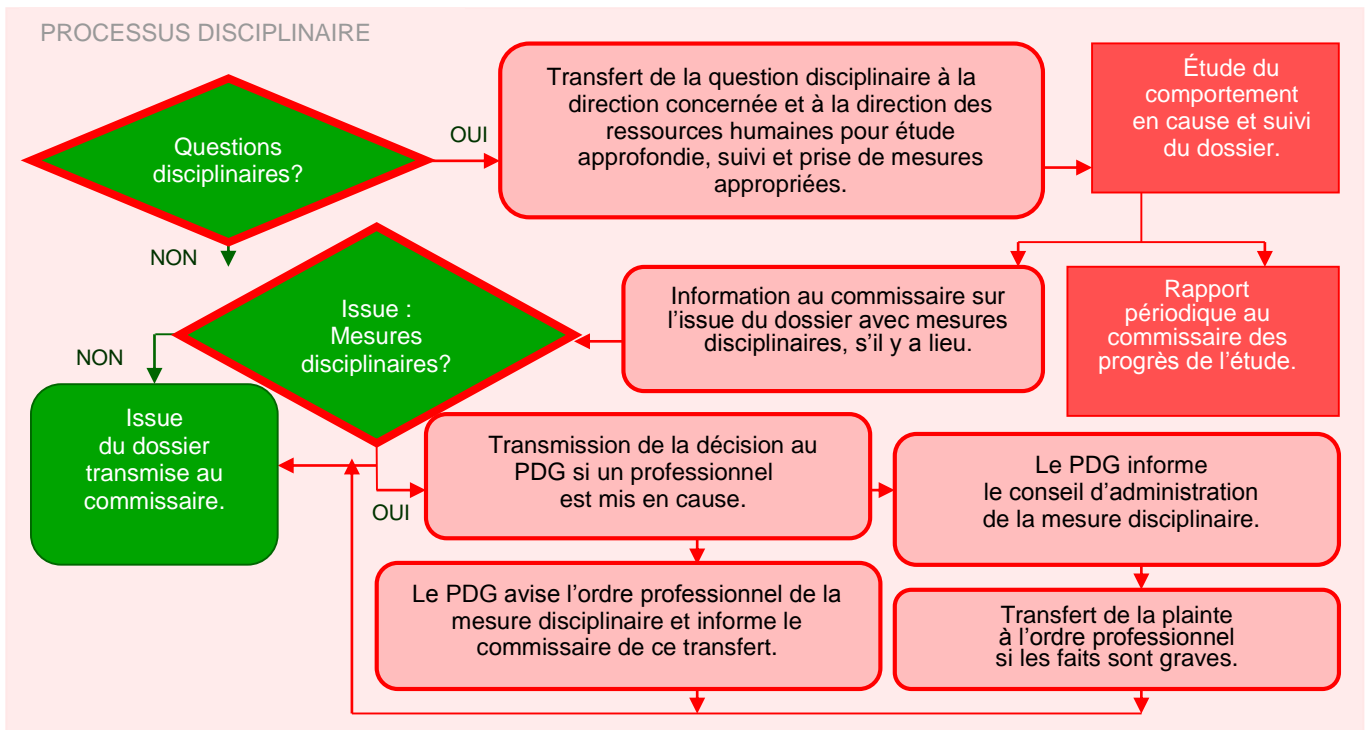 PROCESSUS DISCIPLINAIRE
Questions
disciplinaires?
OUI
Transfert de la question disciplinaire à la
direction concernée et à la direction des
ressources humaines pour étude
approfondie, suivi et prise de mesures
appropriées.
Étude du
comportement
en cause et suivi
du dossier.
NON
Issue :
Mesures
disciplinaires?
Information au commissaire sur
l’issue du dossier avec mesures
disciplinaires, s’il y a lieu.
Rapport
périodique au
commissaire des
progrès de l’étude.
NON
Issue
du dossier
transmise au
commissaire.
OUI
Transmission de la décision au
PDG si un professionnel
est mis en cause.
Le PDG informe
le conseil d’administration
de la mesure disciplinaire.
Le PDG avise l’ordre professionnel de la
mesure disciplinaire et informe le
commissaire de ce transfert.
Transfert de la plainte
à l’ordre professionnel
si les faits sont graves.